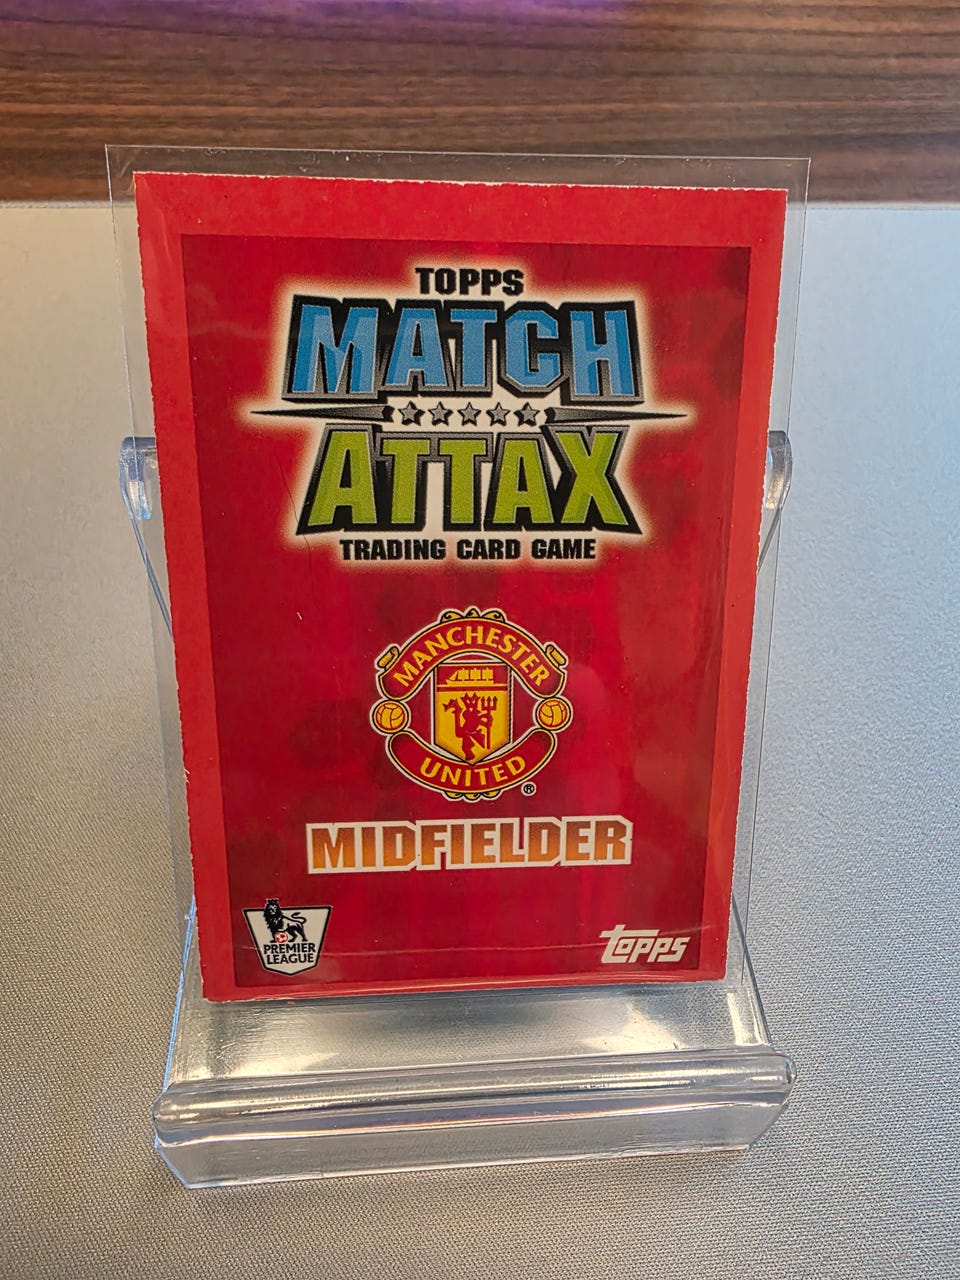 TOPPS
MATCH
ATTAX
TRADING CARD GAME
MANCHESTER
UNITED
®
MIDFIELDER
PREMIER
LEAGUE
topps